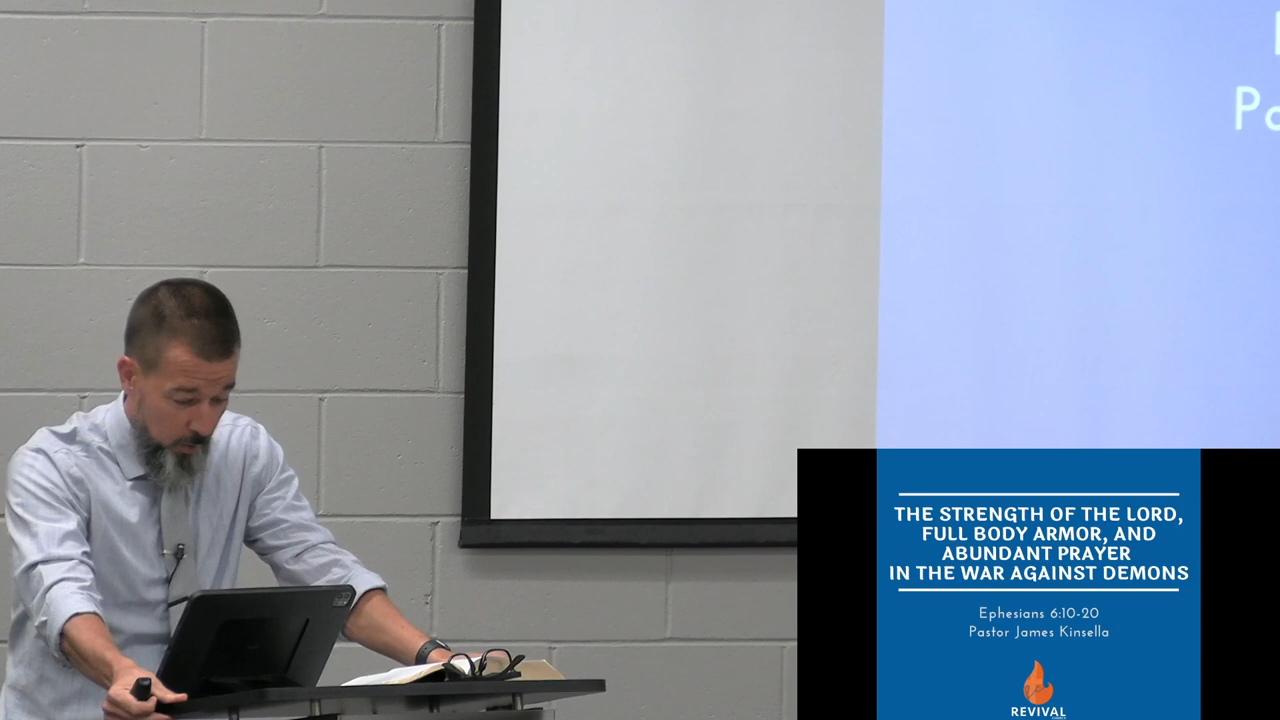 THE STRENGTH OF THE LORD,
FULL BODY ARMOR, AND
ABUNDANT PRAYER
IN THE WAR AGAINST DEMONS
Ephesians 6:10-20
Pastor James Kinsella
REVIVAL